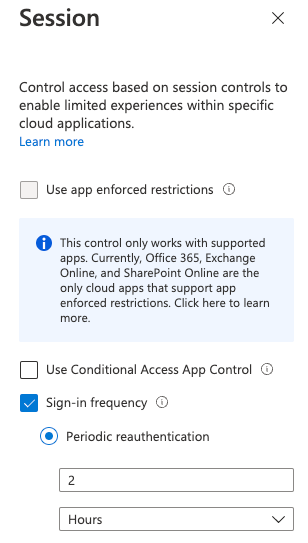 Session
Control access based on session controls to
enable limited experiences within specific
cloud applications.
Learn more
Use app enforced restrictions
This control only works with supported
apps. Currently, Office 365, Exchange
Online, and SharePoint Online are the
only cloud apps that support app
enforced restrictions. Click here to learn
more.
Use Conditional Access App Control
Sign-in frequency
Periodic reauthentication
2
Hours